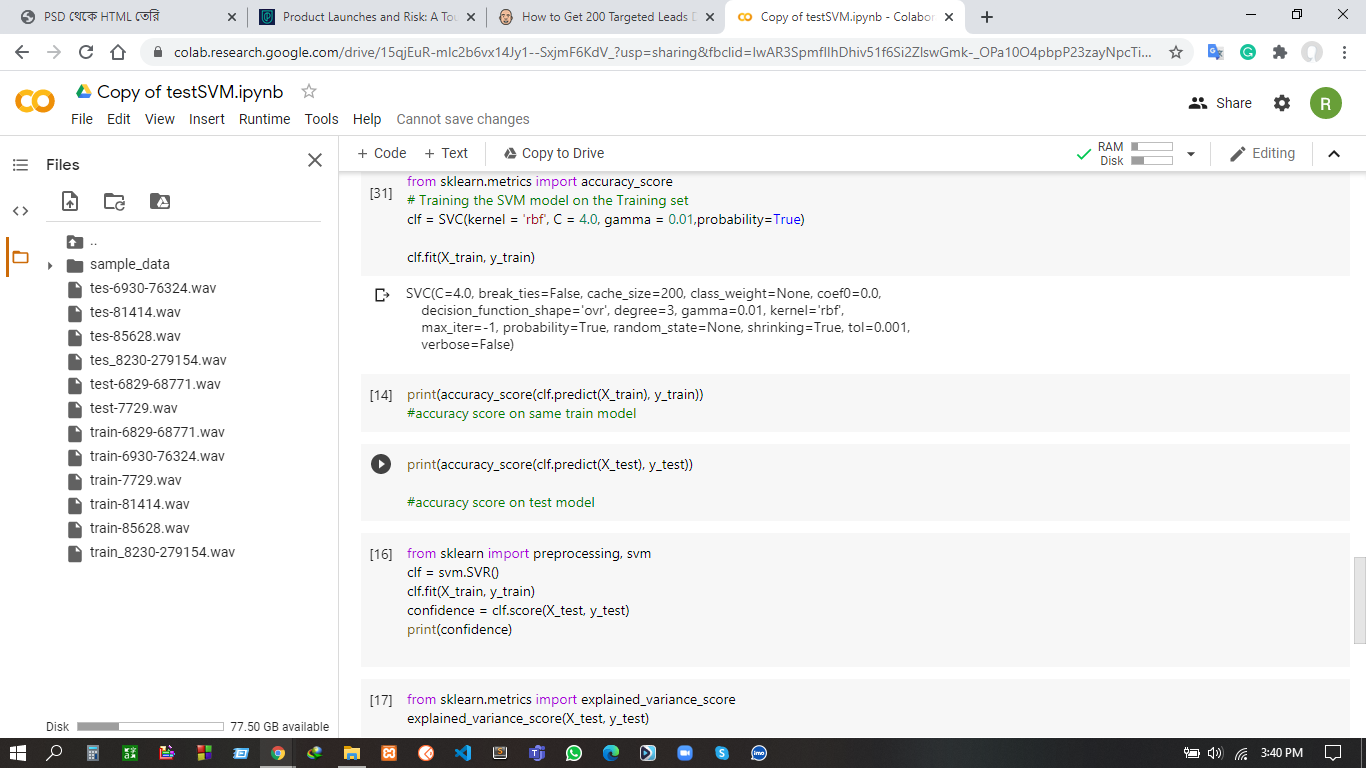 PSD থেকে HTML তেরি
Product Launches and Risk: A Tou
How to Get 200 Targeted Leads D
Copy of testSVM.ipynb - Colabor
colab.research.google.com/drive/
Copy of testSVM.ipynb
File Edit View Insert Runtime Tools Help Cannot save changes
Share
R
Files
+ Code + Text Copy to Drive
RAM
Disk
Editing
..
sample_data
tes-6930-76324.wav
tes-81414.wav
tes-85628.wav
tes_8230-279154.wav
test-6829-68771.wav
test-7729.wav
train-6829-68771.wav
train-6930-76324.wav
train-7729.wav
train-81414.wav
train-85628.wav
train_8230-279154.wav
Disk 77.50 GB available
[31]
from sklearn.metrics import accuracy_score
# Training the SVM model on the Training set
clf = SVC(kernel = 'rbf', C = 4.0, gamma = 0.01,probability=True)
clf.fit(X_train, y_train)
SVC(C=4.0, break_ties=False, cache_size=200, class_weight=None, coef0=0.0,
decision_function_shape='ovr', degree=3, gamma=0.01, kernel='rbf',
max_iter=-1, probability=True, random_state=None, shrinking=True, tol=0.001,
verbose=False)
[14] print(accuracy_score(clf.predict(X_train), y_train))
#accuracy score on same train model
print(accuracy_score(clf.predict(X_test), y_test))
#accuracy score on test model
[16] from sklearn import preprocessing, svm
clf = svm.SVR()
clf.fit(X_train, y_train)
confidence = clf.score(X_test, y_test)
print(confidence)
[17] from sklearn.metrics import explained_variance_score
explained_variance_score(X_test, y_test)
3:40 PM